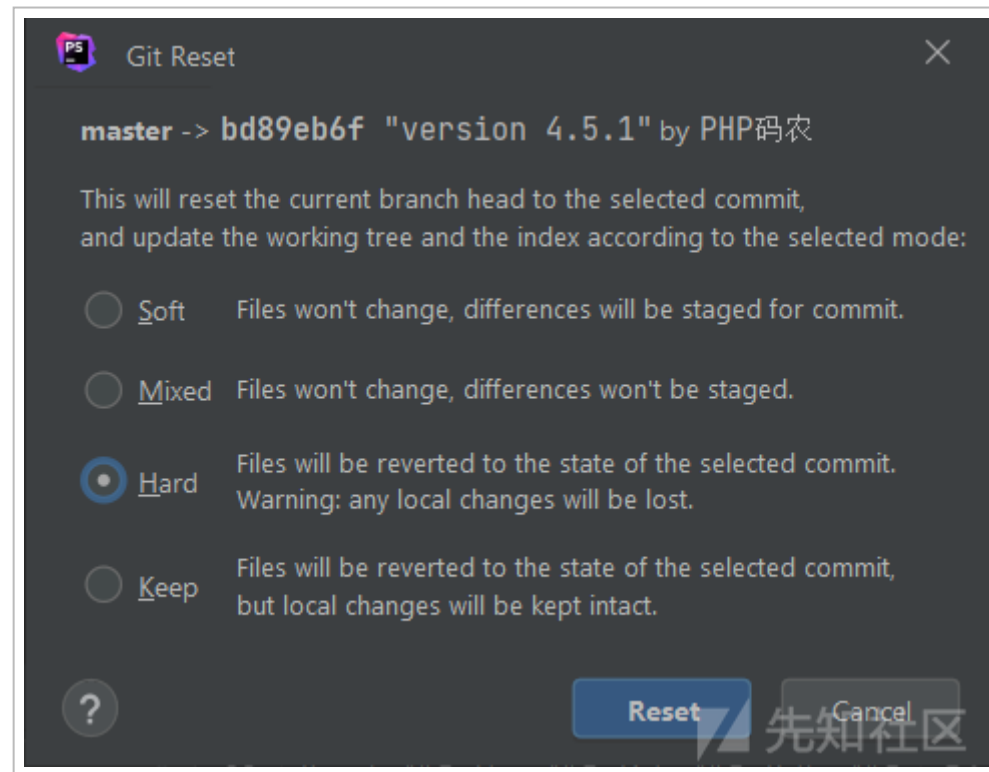 PS
Git Reset
master -> bd89eb6f "version 4.5.1" by PHP码农
This will reset the current branch head to the selected commit,
and update the working tree and the index according to the selected mode:
Soft Files won't change, differences will be staged for commit.
Mixed Files won't change, differences won't be staged.
Hard Files will be reverted to the state of the selected commit.
Warning: any local changes will be lost.
Keep Files will be reverted to the state of the selected commit,
but local changes will be kept intact.
? Reset Cancel
先知社区